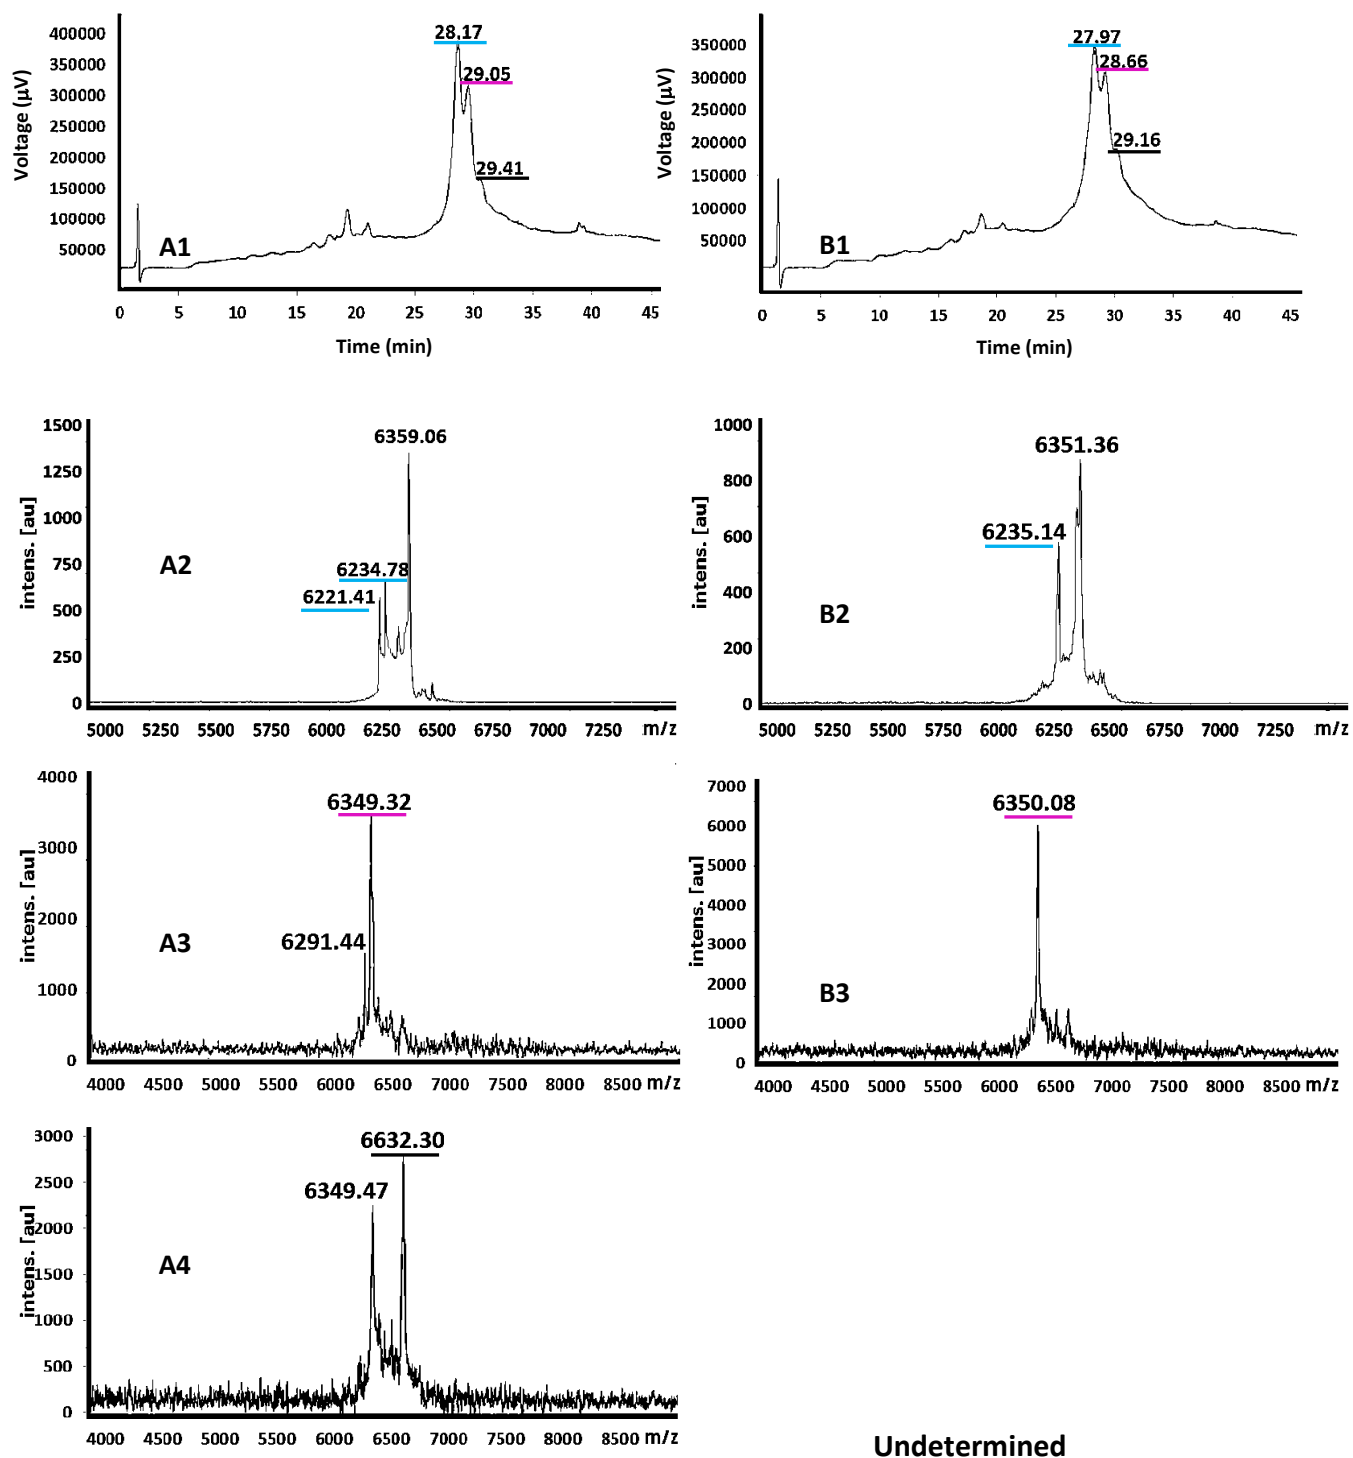 400000
350000
300000
250000
200000
150000
100000
50000
Voltage (µV)
28,17
29.05
29.41
A1
0 5 10 15 20 25 30 35 40 45
Time (min)
350000
300000
250000
200000
150000
100000
50000
Voltage (µV)
27.97
28.66
29.16
B1
0 5 10 15 20 25 30 35 40 45
Time (min)
1500
1250
1000
750
500
250
0
intens. [au]
6359.06
6234.78
6221.41
A2
5000 5250 5500 5750 6000 6250 6500 6750 7000 7250 m/z
1000
800
600
400
200
0
intens. [au]
6351.36
6235.14
B2
5000 5250 5500 5750 6000 6250 6500 6750 7000 7250 m/z
4000
3000
2000
1000
0
intens. [au]
6349.32
6291.44
A3
4000 4500 5000 5500 6000 6500 7000 7500 8000 8500 m/z
7000
6000
5000
4000
3000
2000
1000
0
intens. [au]
6350.08
B3
4000 4500 5000 5500 6000 6500 7000 7500 8000 8500 m/z
3000
2500
2000
1500
1000
500
0
intens. [au]
6632.30
6349.47
A4
4000 4500 5000 5500 6000 6500 7000 7500 8000 8500 m/z
Undetermined